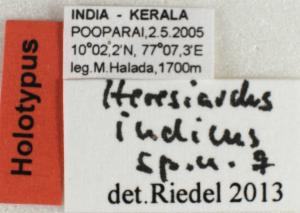 Holotypus
INDIA - KERALA
POOPARAI,2.5.2005
10°02,2'N, 77°07,3'E
leg.M.Halada,1700m
Heresiardus
indicus
sp.n. ♀
det.Riedel 2013